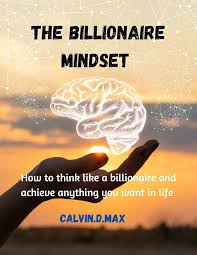 THE BILLIONAIRE
MINDSET
How to think like a billionaire and
achieve anything you want in life
CALVIN.D.MAX